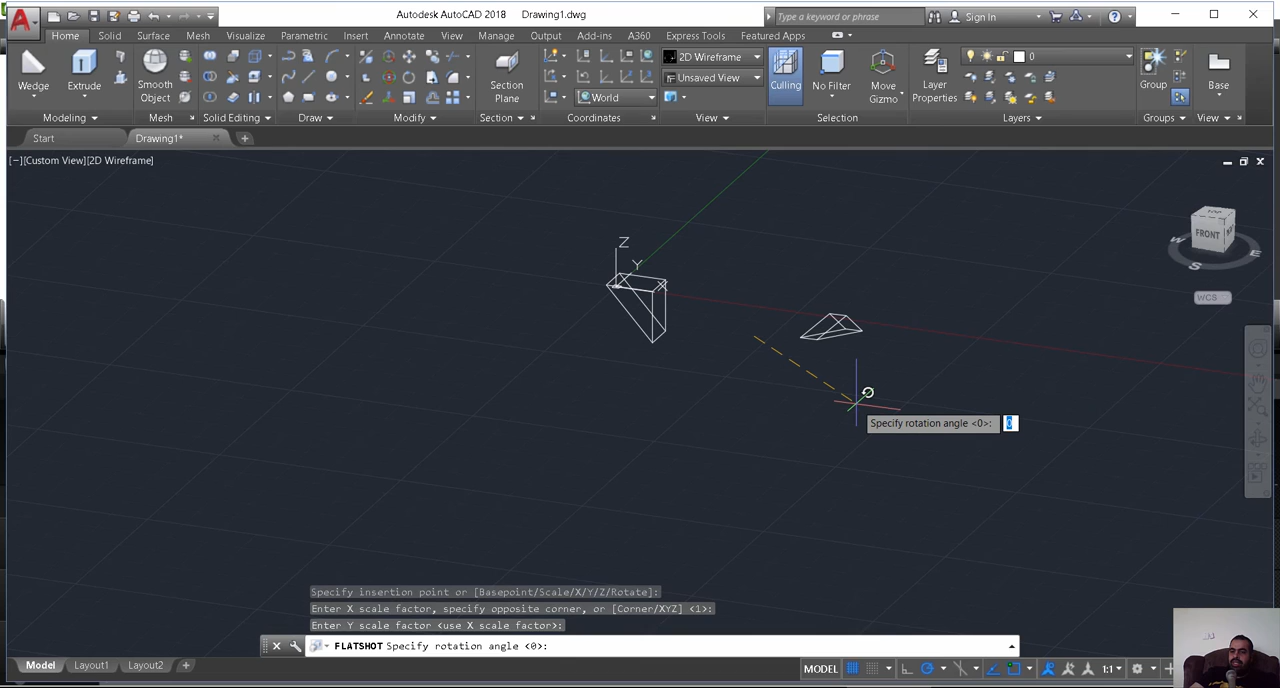 Autodesk AutoCAD 2018 Drawing1.dwg
Type a keyword or phrase
Sign In
Home Solid Surface Mesh Visualize Parametric Insert Annotate View Manage Output Add-ins A360 Express Tools Featured Apps
Wedge
Extrude
Smooth
Object
Section
Plane
2D Wireframe
Unsaved View
World
Culling
No Filter
Move
Gizmo
Layer
Properties
0
Group
Base
Modeling
Mesh
Solid Editing
Draw
Modify
Section
Coordinates
View
Selection
Layers
Groups
View
Start
Drawing1*
[−][Custom View][2D Wireframe]
Z
Y
X
FRONT
W
S
E
WCS
Specify rotation angle <0>: 0
Specify insertion point or [Basepoint/Scale/X/Y/Z/Rotate]:
Enter X scale factor, specify opposite corner, or [Corner/XYZ] <1>:
Enter Y scale factor <use X scale factor>:
FLATSHOT Specify rotation angle <0>:
Model Layout1 Layout2
MODEL
1:1